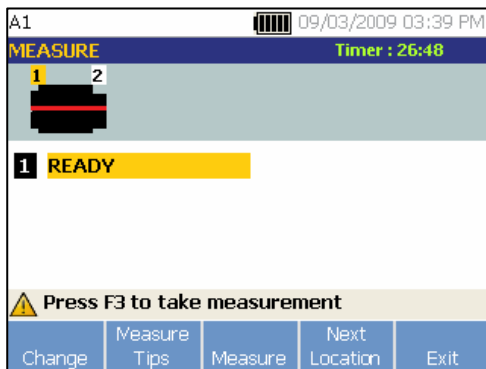 A1 09/03/2009 03:39 PM
MEASURE Timer : 26:48
1 2
1 READY
Press F3 to take measurement
Change Measure Tips Measure Next Location Exit